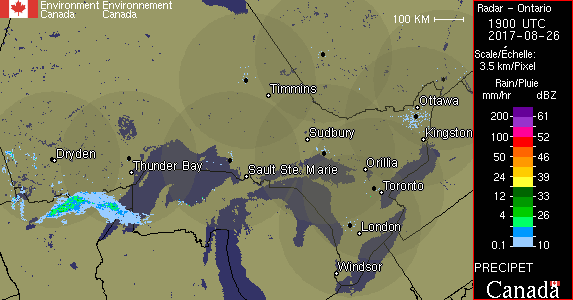 Environment Environnement
Canada Canada
100 KM
Timmins
Ottawa
Sudbury
Kingston
Dryden
Thunder Bay
Sault Ste. Marie
Orillia
Toronto
London
Windsor
Radar - Ontario
1900 UTC
2017-08-26
Scale/Échelle:
3.5 km/Pixel
Rain/Pluie
mm/hr dBZ
200 61
100 52
50 46
24 39
12 33
4 26
2 20
0.1 10
PRECIPET
Canada